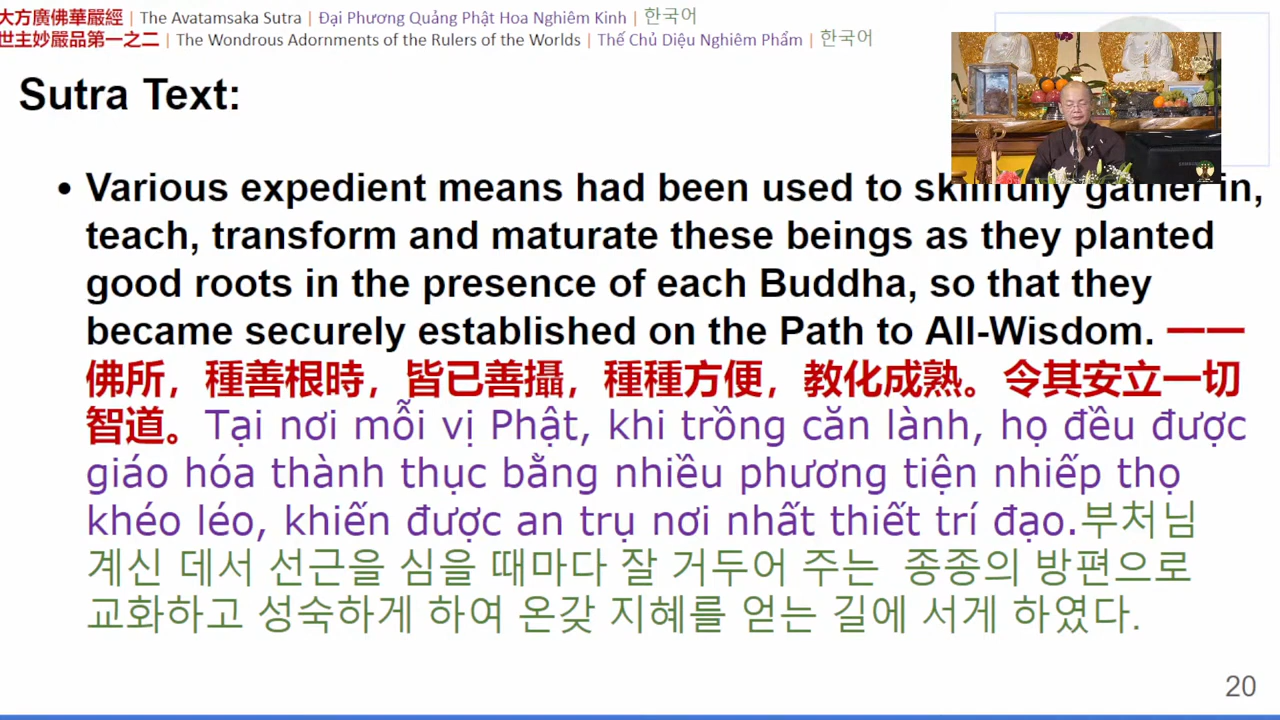 大方廣佛華嚴經 | The Avatamsaka Sutra | Đại Phương Quảng Phật Hoa Nghiêm Kinh | 한국어
世主妙嚴品第一之二 | The Wondrous Adornments of the Rulers of the Worlds | Thế Chủ Diệu Nghiêm Phẩm | 한국어
Sutra Text:
• Various expedient means had been used to skillfully gather in,
teach, transform and maturate these beings as they planted
good roots in the presence of each Buddha, so that they
became securely established on the Path to All-Wisdom. 一一
佛所，種善根時，皆已善攝，種種方便，教化成熟。令其安立一切
智道。Tại nơi mỗi vị Phật, khi trồng căn lành, họ đều được
giáo hóa thành thục bằng nhiều phương tiện nhiếp thọ
khéo léo, khiến được an trụ nơi nhất thiết trí đạo.부처님
계신 데서 선근을 심을 때마다 잘 거두어 주는 종종의 방편으로
교화하고 성숙하게 하여 온갖 지혜를 얻는 길에 서게 하였다.
20